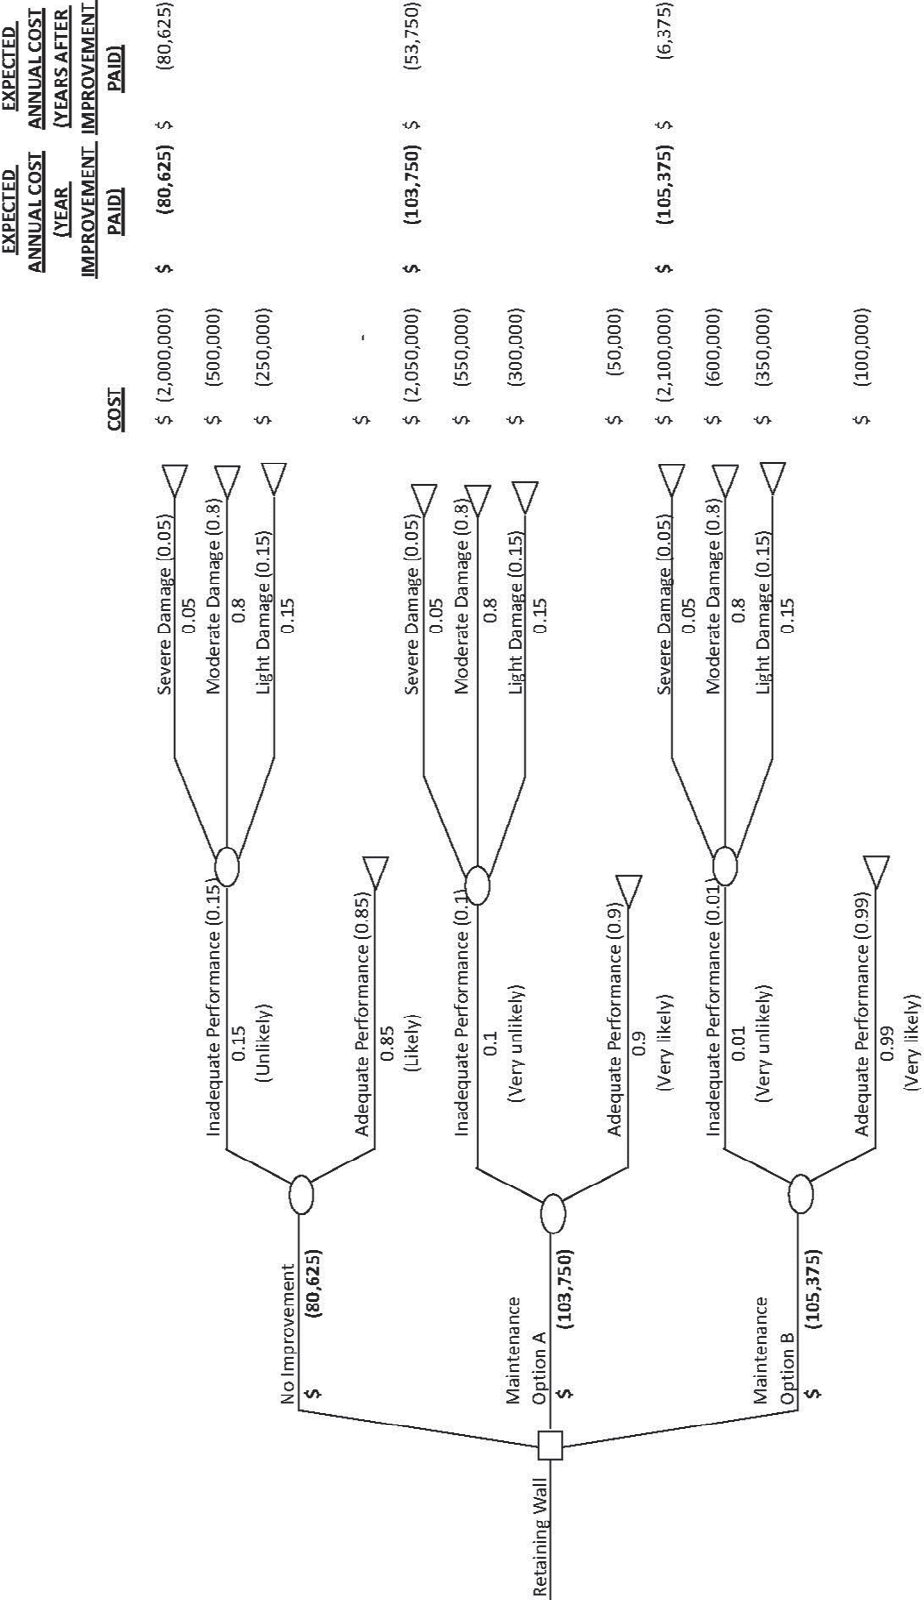 EXPECTED
ANNUAL COST
(YEAR
IMPROVEMENT
PAID)
EXPECTED
ANNUAL COST
(YEARS AFTER
IMPROVEMENT
PAID)
COST
Severe Damage (0.05) $ (2,000,000) $ (80,625) $ (80,625)
0.05
Inadequate Performance (0.15) Moderate Damage (0.8) $ (500,000)
0.15 0.8
(Unlikely) Light Damage (0.15) $ (250,000)
0.15
No Improvement
$ (80,625)
Adequate Performance (0.85) $ -
0.85
(Likely)
Severe Damage (0.05) $ (2,050,000) $ (103,750) $ (53,750)
0.05
Inadequate Performance (0.1) Moderate Damage (0.8) $ (550,000)
0.1 0.8
(Very unlikely) Light Damage (0.15) $ (300,000)
0.15
Maintenance
Retaining Wall Option A
$ (103,750)
Adequate Performance (0.9) $ (50,000)
0.9
(Very likely)
Severe Damage (0.05) $ (2,100,000) $ (105,375) $ (6,375)
0.05
Inadequate Performance (0.01) Moderate Damage (0.8) $ (600,000)
0.01 0.8
(Very unlikely) Light Damage (0.15) $ (350,000)
0.15
Maintenance
Option B
$ (105,375)
Adequate Performance (0.99) $ (100,000)
0.99
(Very likely)